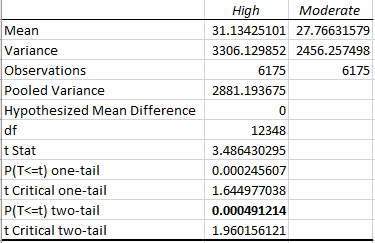 High Moderate
Mean 31.13425101 27.76631579
Variance 3306.129852 2456.257498
Observations 6175 6175
Pooled Variance 2881.193675
Hypothesized Mean Difference 0
df 12348
t Stat 3.486430295
P(T<=t) one-tail 0.000245607
t Critical one-tail 1.644977038
P(T<=t) two-tail 0.000491214
t Critical two-tail 1.960156121